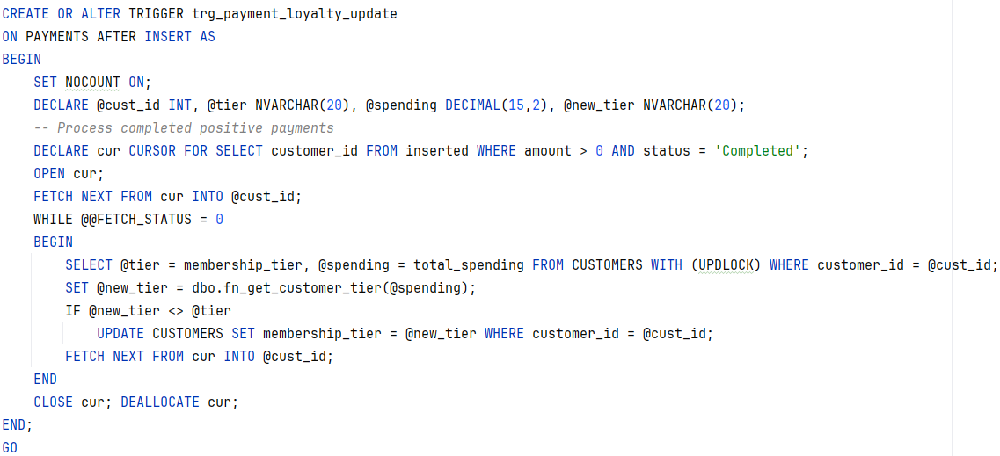 CREATE OR ALTER TRIGGER trg_payment_loyalty_update
ON PAYMENTS AFTER INSERT AS
BEGIN
    SET NOCOUNT ON;
    DECLARE @cust_id INT, @tier NVARCHAR(20), @spending DECIMAL(15,2), @new_tier NVARCHAR(20);
    -- Process completed positive payments
    DECLARE cur CURSOR FOR SELECT customer_id FROM inserted WHERE amount > 0 AND status = 'Completed';
    OPEN cur;
    FETCH NEXT FROM cur INTO @cust_id;
    WHILE @@FETCH_STATUS = 0
    BEGIN
        SELECT @tier = membership_tier, @spending = total_spending FROM CUSTOMERS WITH (UPDLOCK) WHERE customer_id = @cust_id;
        SET @new_tier = dbo.fn_get_customer_tier(@spending);
        IF @new_tier <> @tier
            UPDATE CUSTOMERS SET membership_tier = @new_tier WHERE customer_id = @cust_id;
        FETCH NEXT FROM cur INTO @cust_id;
    END
    CLOSE cur; DEALLOCATE cur;
END;
GO